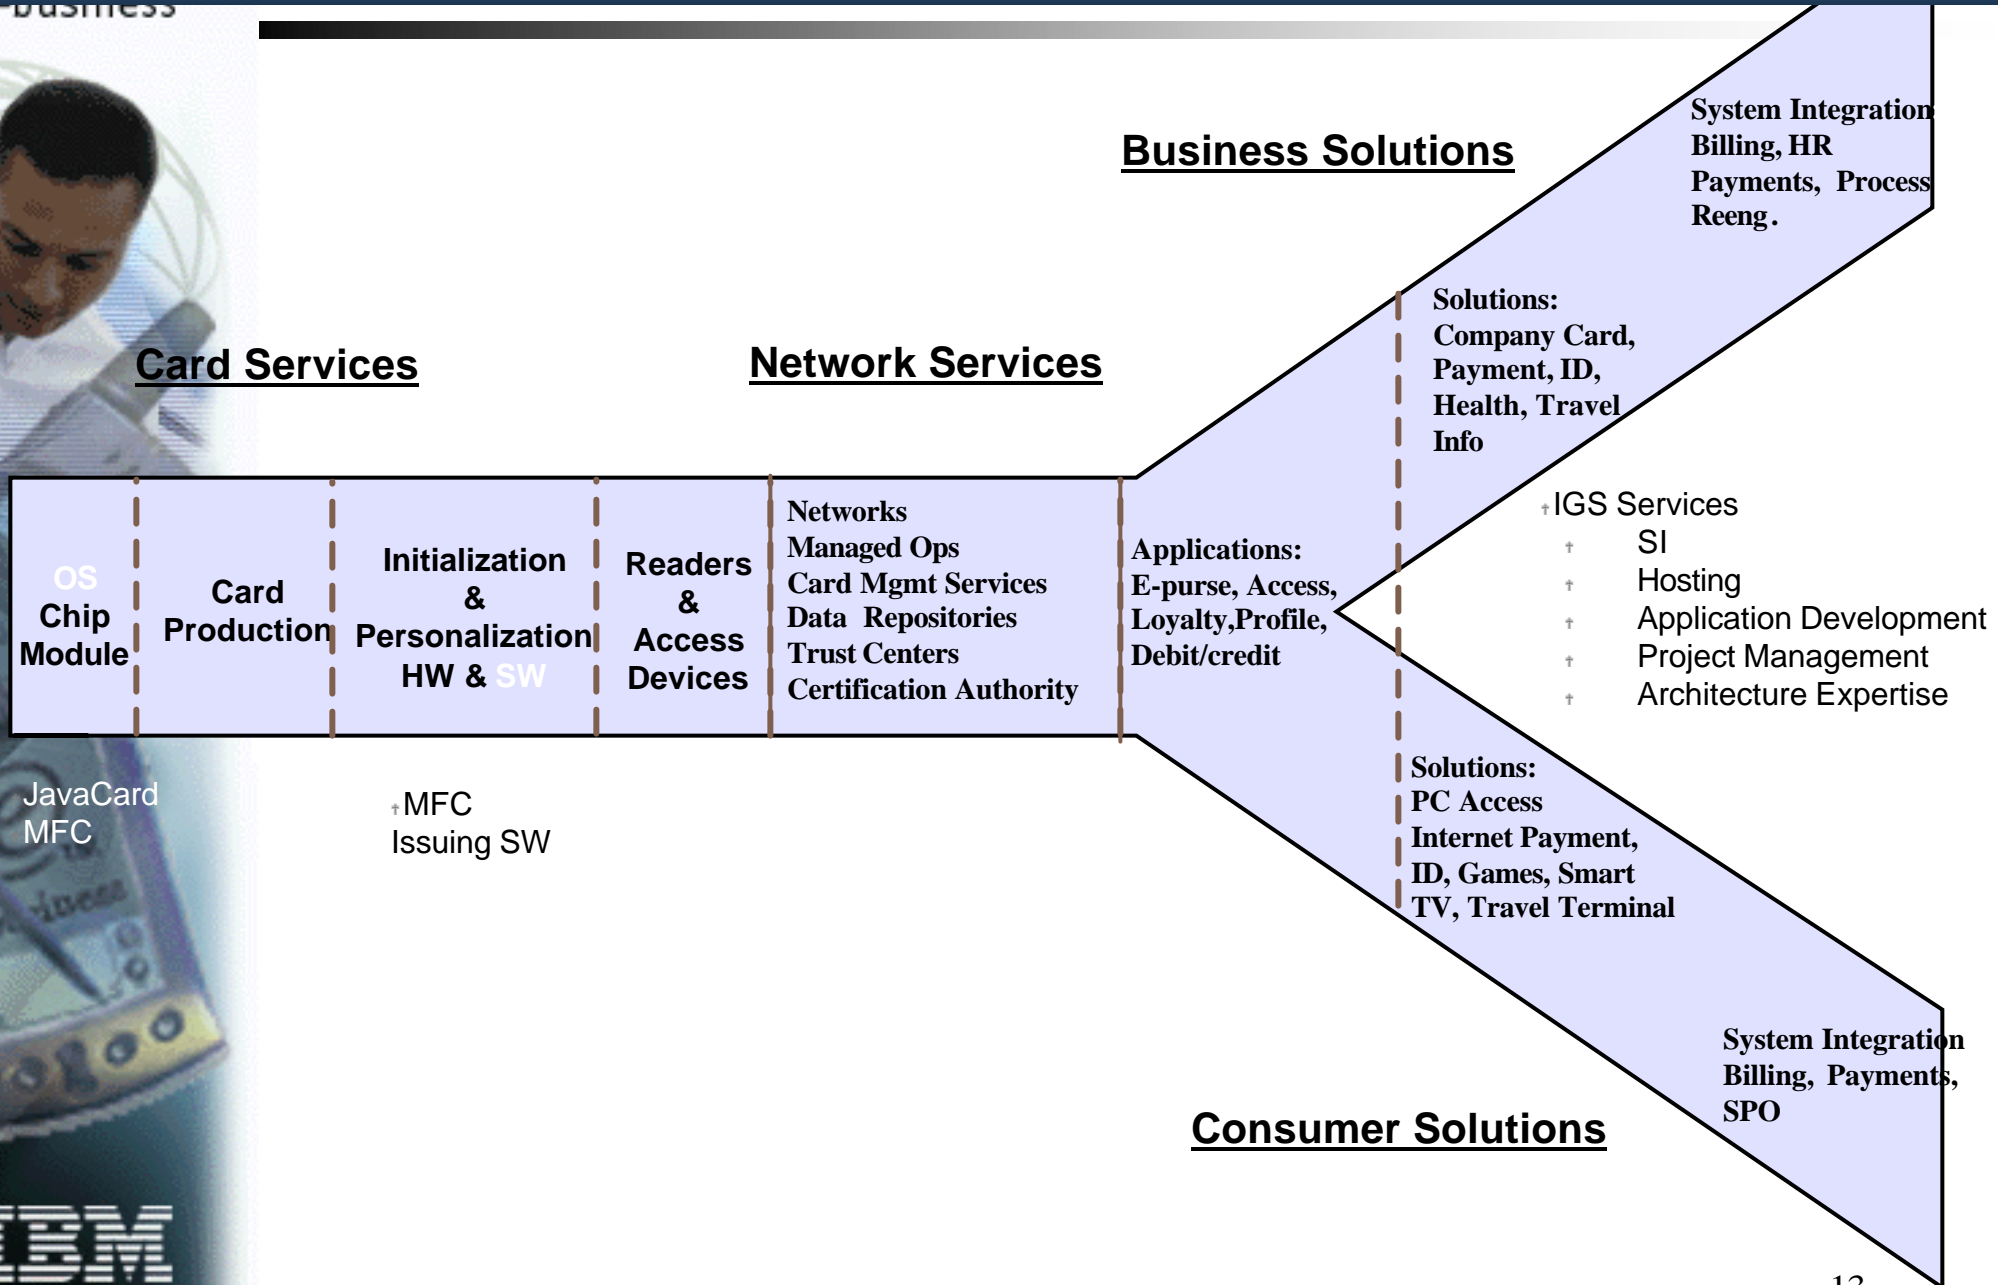 -business
Business Solutions
System Integration
Billing, HR
Payments, Process
Reeng.
Solutions:
Company Card,
Payment, ID,
Health, Travel
Info
Card Services
Network Services
OS
Chip
Module
Card
Production
Initialization
&
Personalization
HW & SW
Readers
&
Access
Devices
Networks
Managed Ops
Card Mgmt Services
Data Repositories
Trust Centers
Certification Authority
Applications:
E-purse, Access,
Loyalty,Profile,
Debit/credit
IGS Services
SI
Hosting
Application Development
Project Management
Architecture Expertise
JavaCard
MFC
MFC
Issuing SW
Solutions:
PC Access
Internet Payment,
ID, Games, Smart
TV, Travel Terminal
System Integration
Billing, Payments,
SPO
Consumer Solutions
IBM
13